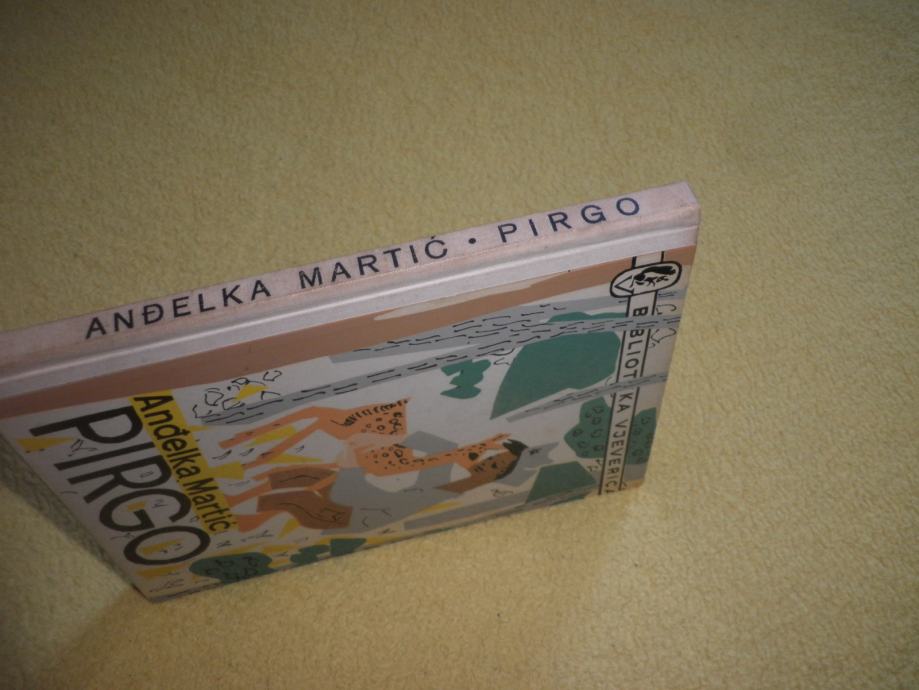 ANĐELKA MARTIĆ • PIRGO
BIBLIOTEKA VJEVERICA
Anđelka Martić
PIRGO